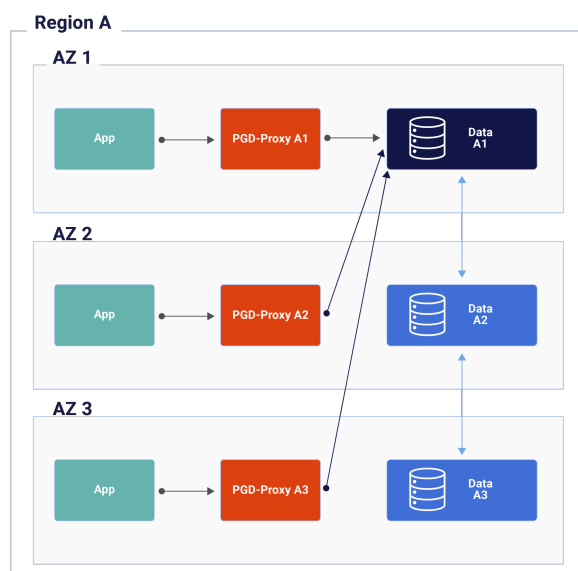 Region A
AZ 1
App
PGD-Proxy A1
Data
A1
AZ 2
App
PGD-Proxy A2
Data
A2
AZ 3
App
PGD-Proxy A3
Data
A3